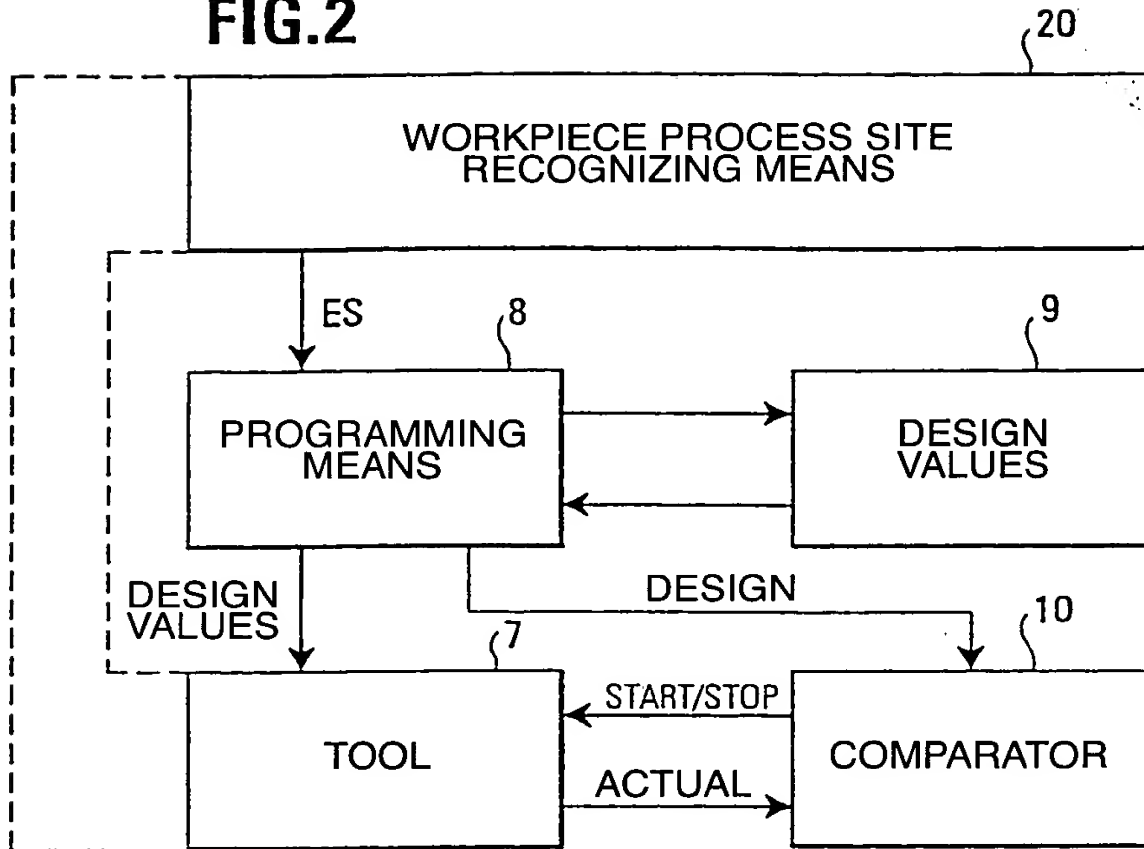 FIG.2
20
WORKPIECE PROCESS SITE
RECOGNIZING MEANS
ES
8
9
PROGRAMMING
MEANS
DESIGN
VALUES
DESIGN
VALUES
DESIGN
7
10
START/STOP
TOOL
COMPARATOR
ACTUAL